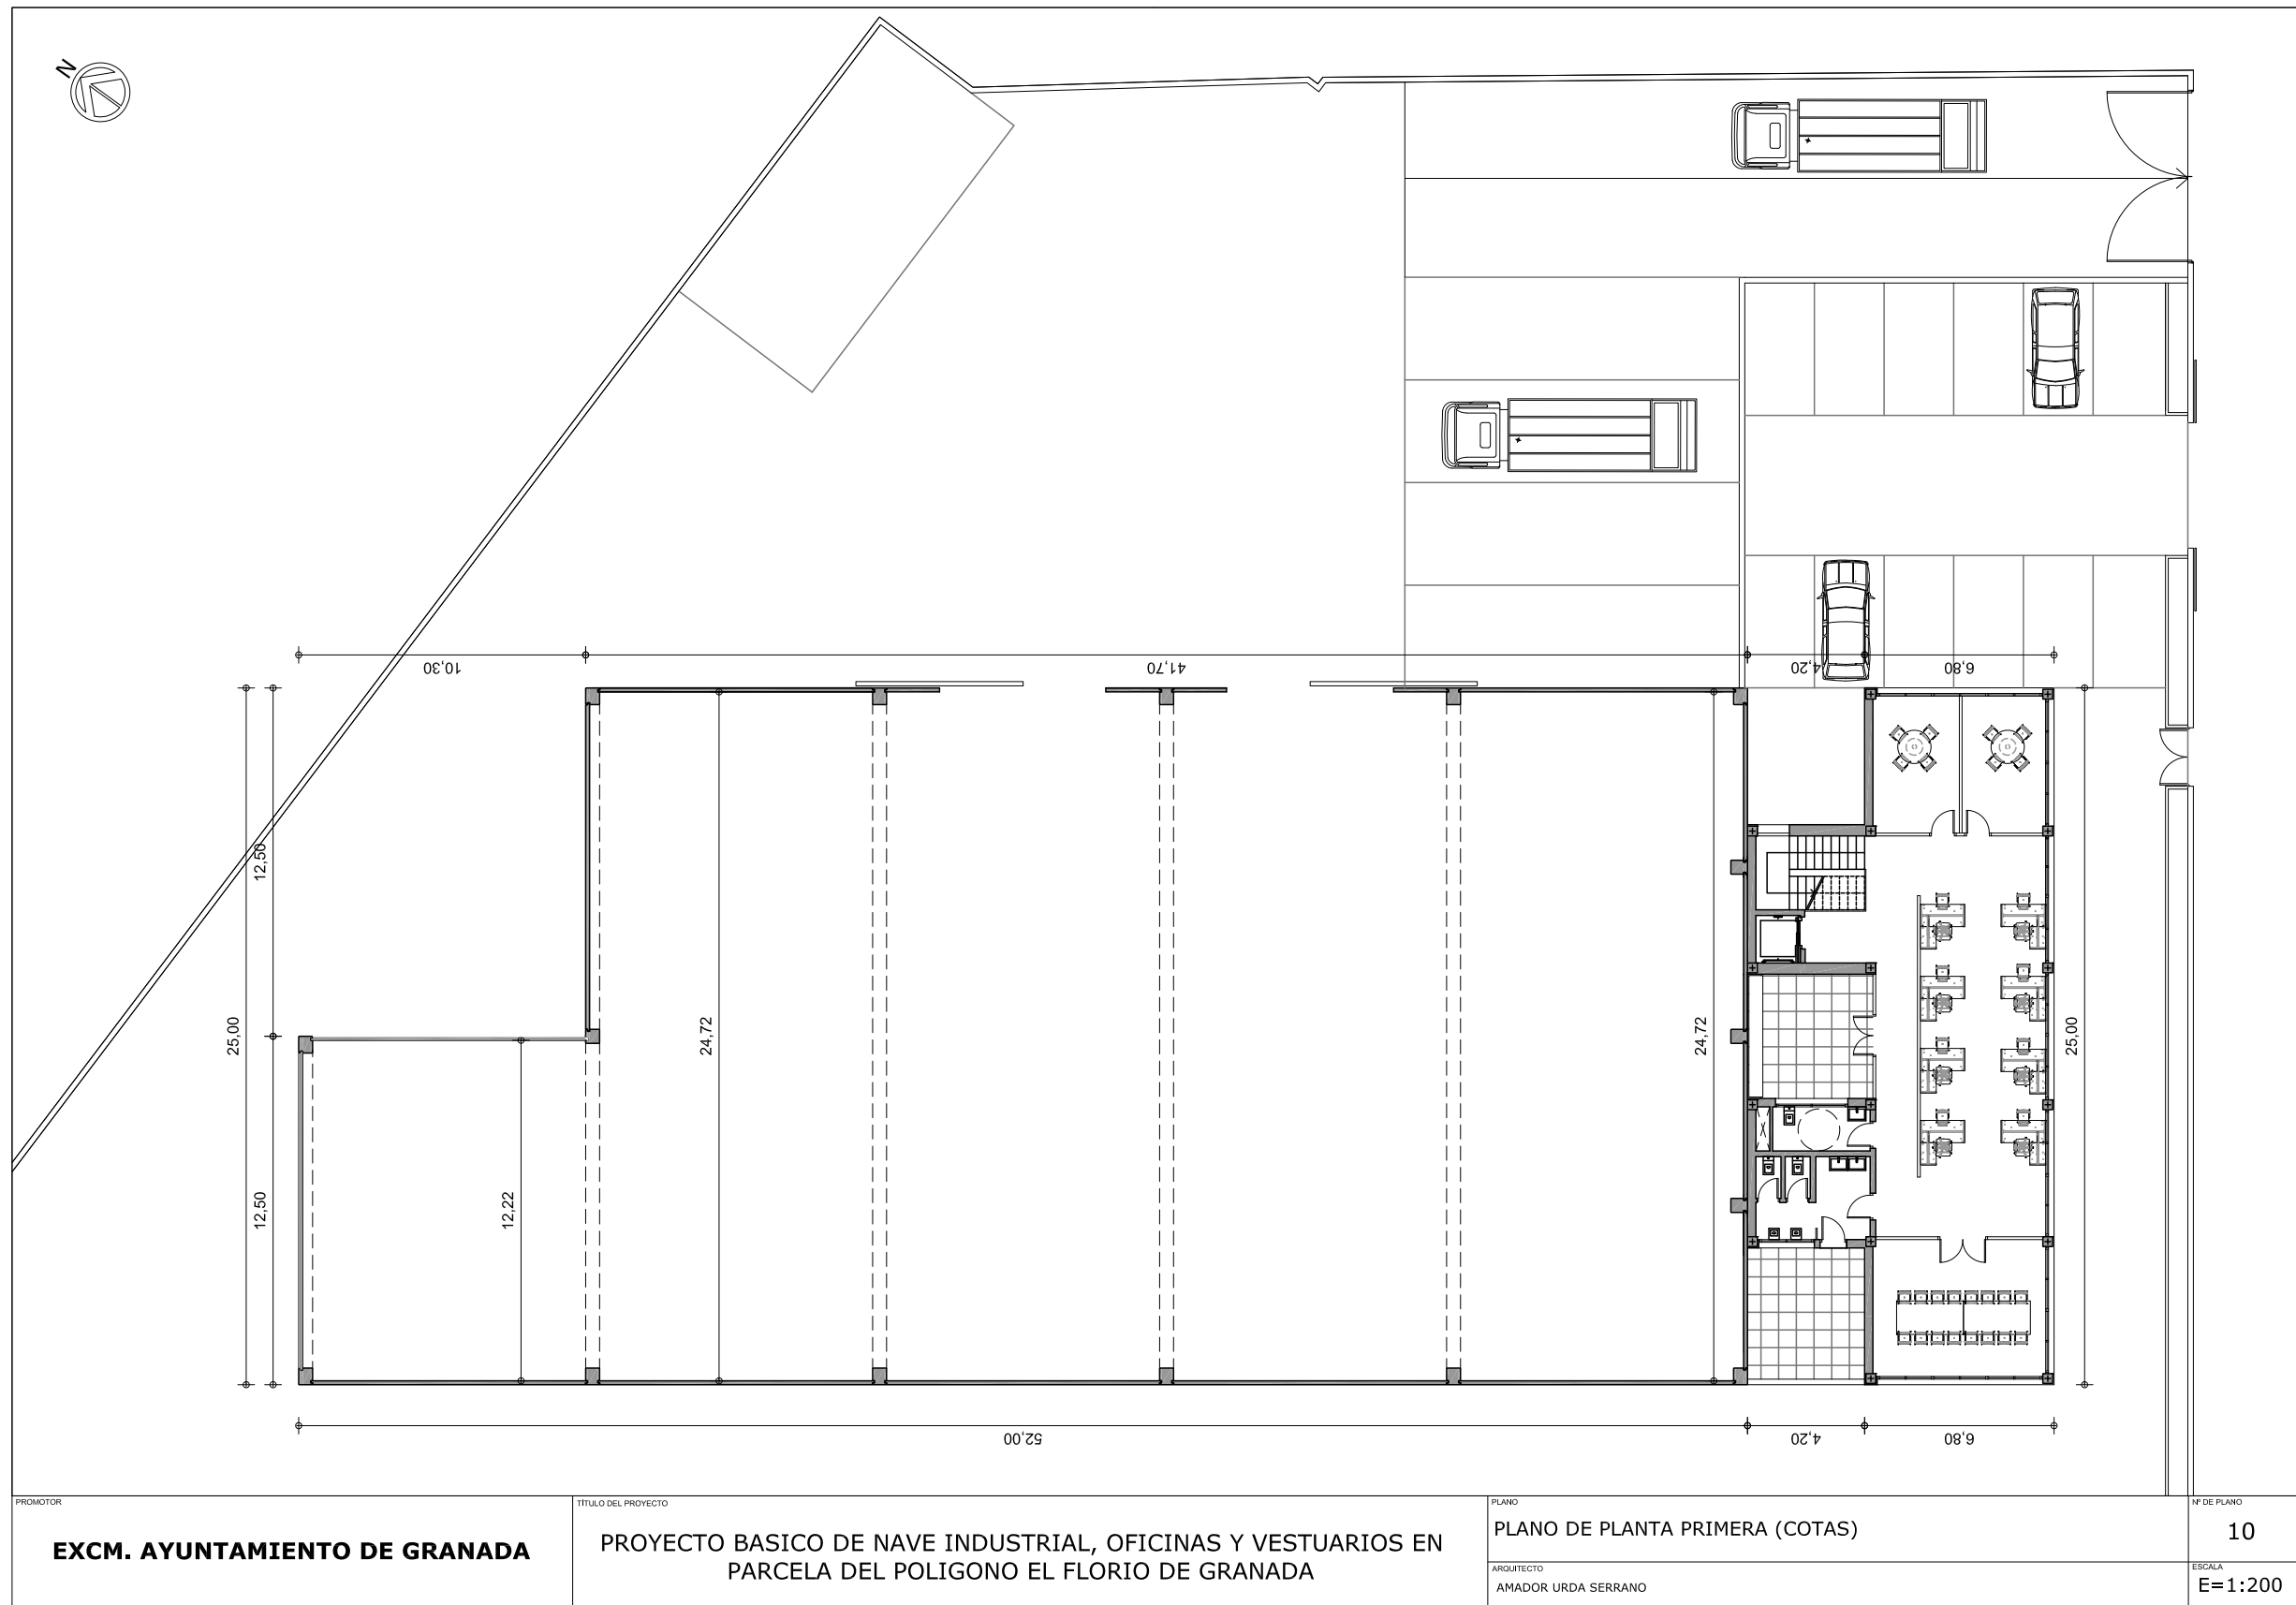 N
10,30
41,70
4,20
6,80
12,50
25,00
24,72
24,72
25,00
12,50
12,22
52,00
4,20
6,80
PROMOTOR
EXCM. AYUNTAMIENTO DE GRANADA
TÍTULO DEL PROYECTO
PROYECTO BASICO DE NAVE INDUSTRIAL, OFICINAS Y VESTUARIOS EN
PARCELA DEL POLIGONO EL FLORIO DE GRANADA
PLANO
PLANO DE PLANTA PRIMERA (COTAS)
ARQUITECTO
AMADOR URDA SERRANO
Nº DE PLANO
10
ESCALA
E=1:200